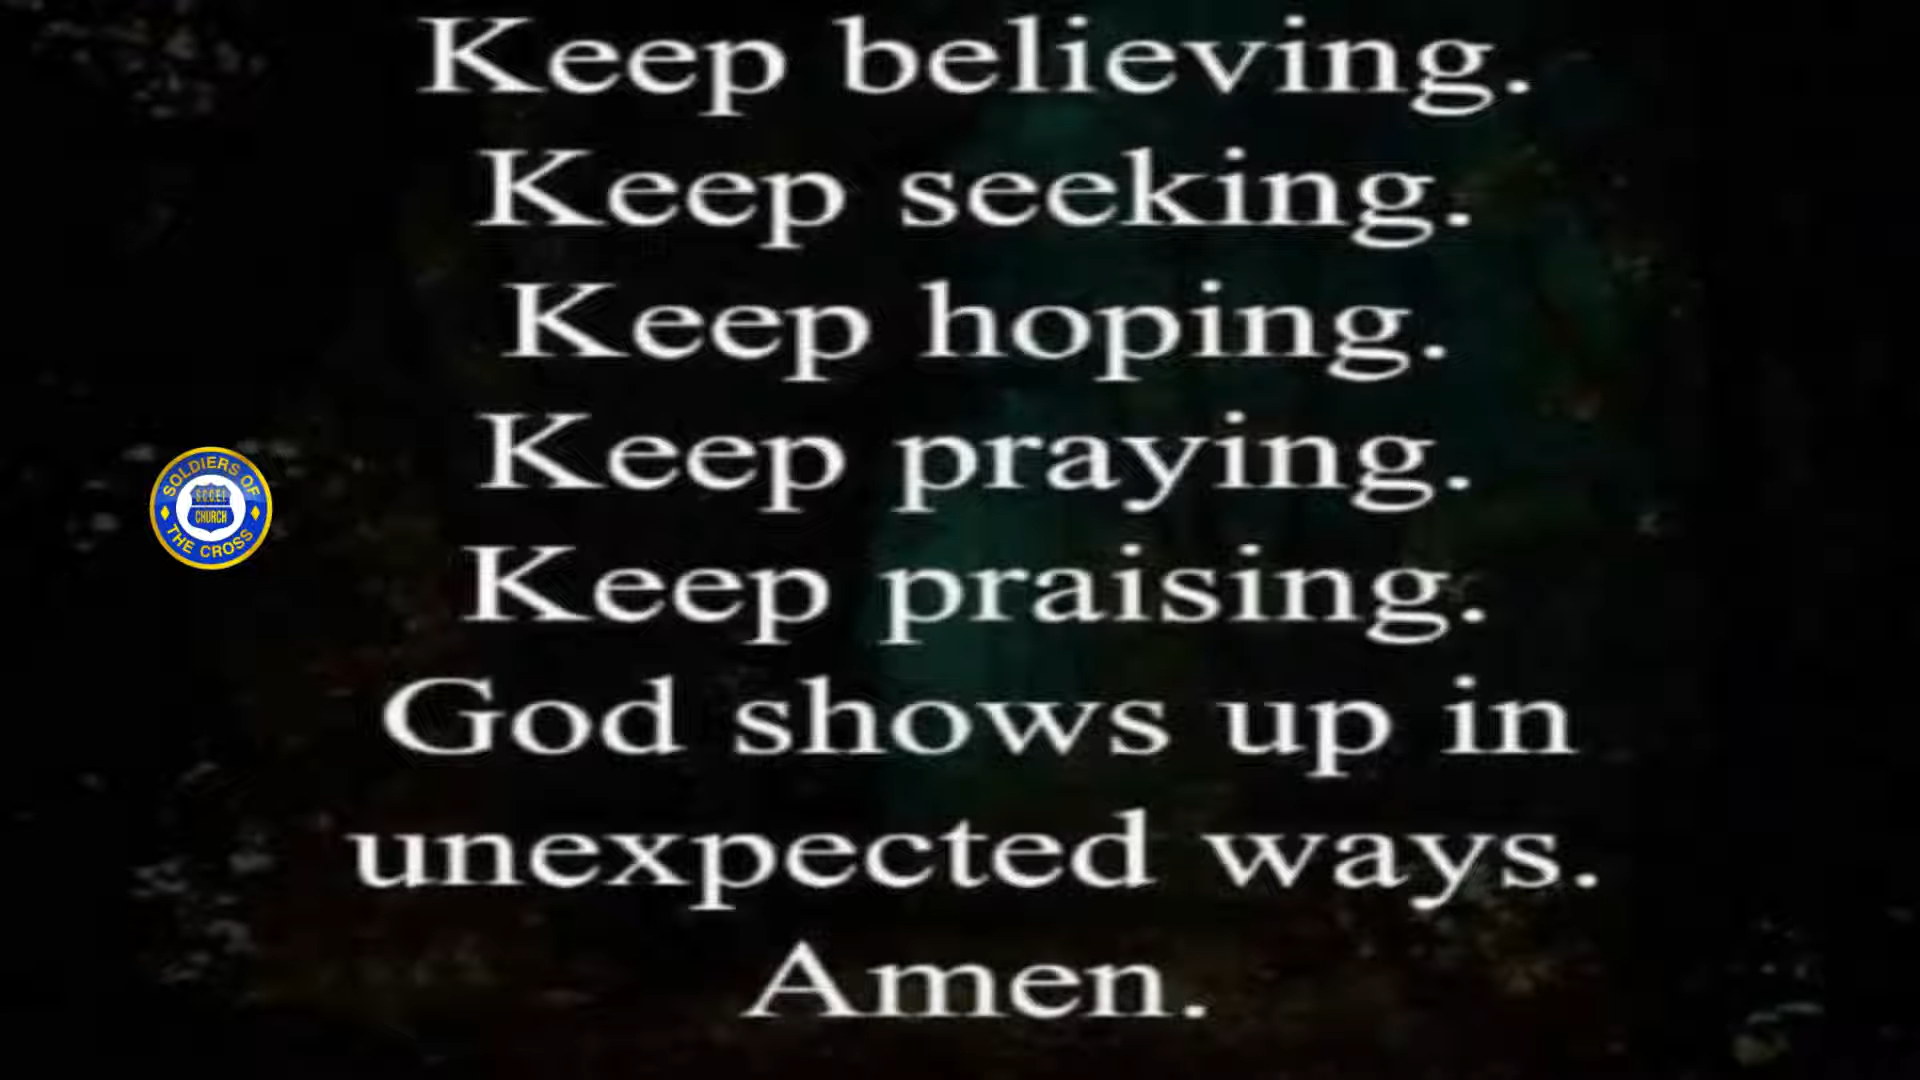 Keep believing.
Keep seeking.
Keep hoping.
Keep praying.
Keep praising.
God shows up in
unexpected ways.
Amen.
SOLDIERS OF
CHURCH
THE CROSS